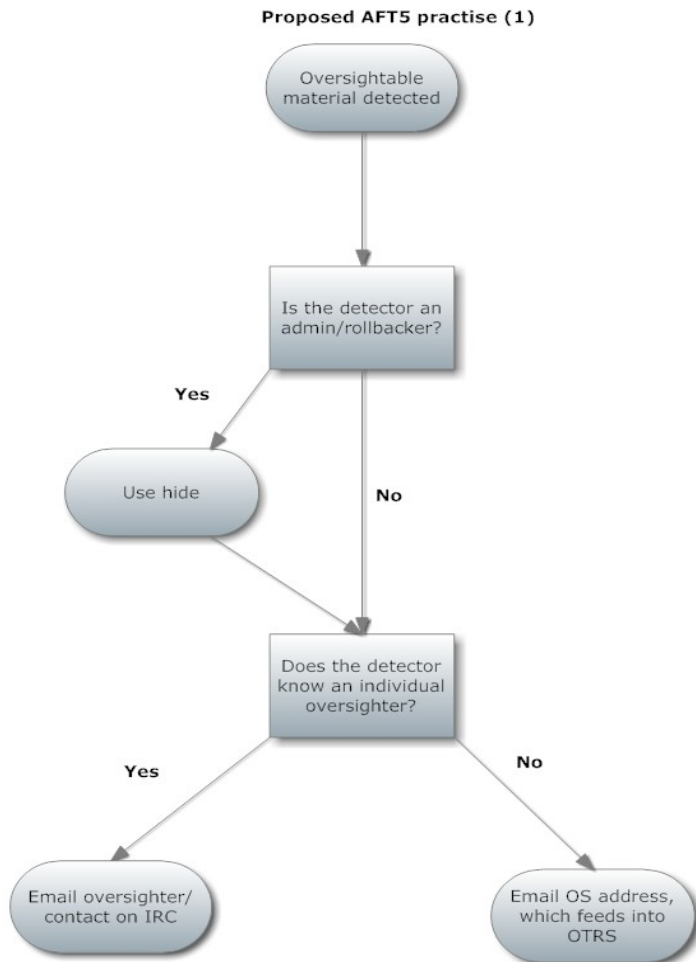 Proposed AFT5 practise (1)
Oversightable
material detected
Is the detector an
admin/rollbacker?
Yes
Use hide
No
Does the detector
know an individual
oversighter?
Yes
No
Email oversighter/
contact on IRC
Email OS address,
which feeds into
OTRS